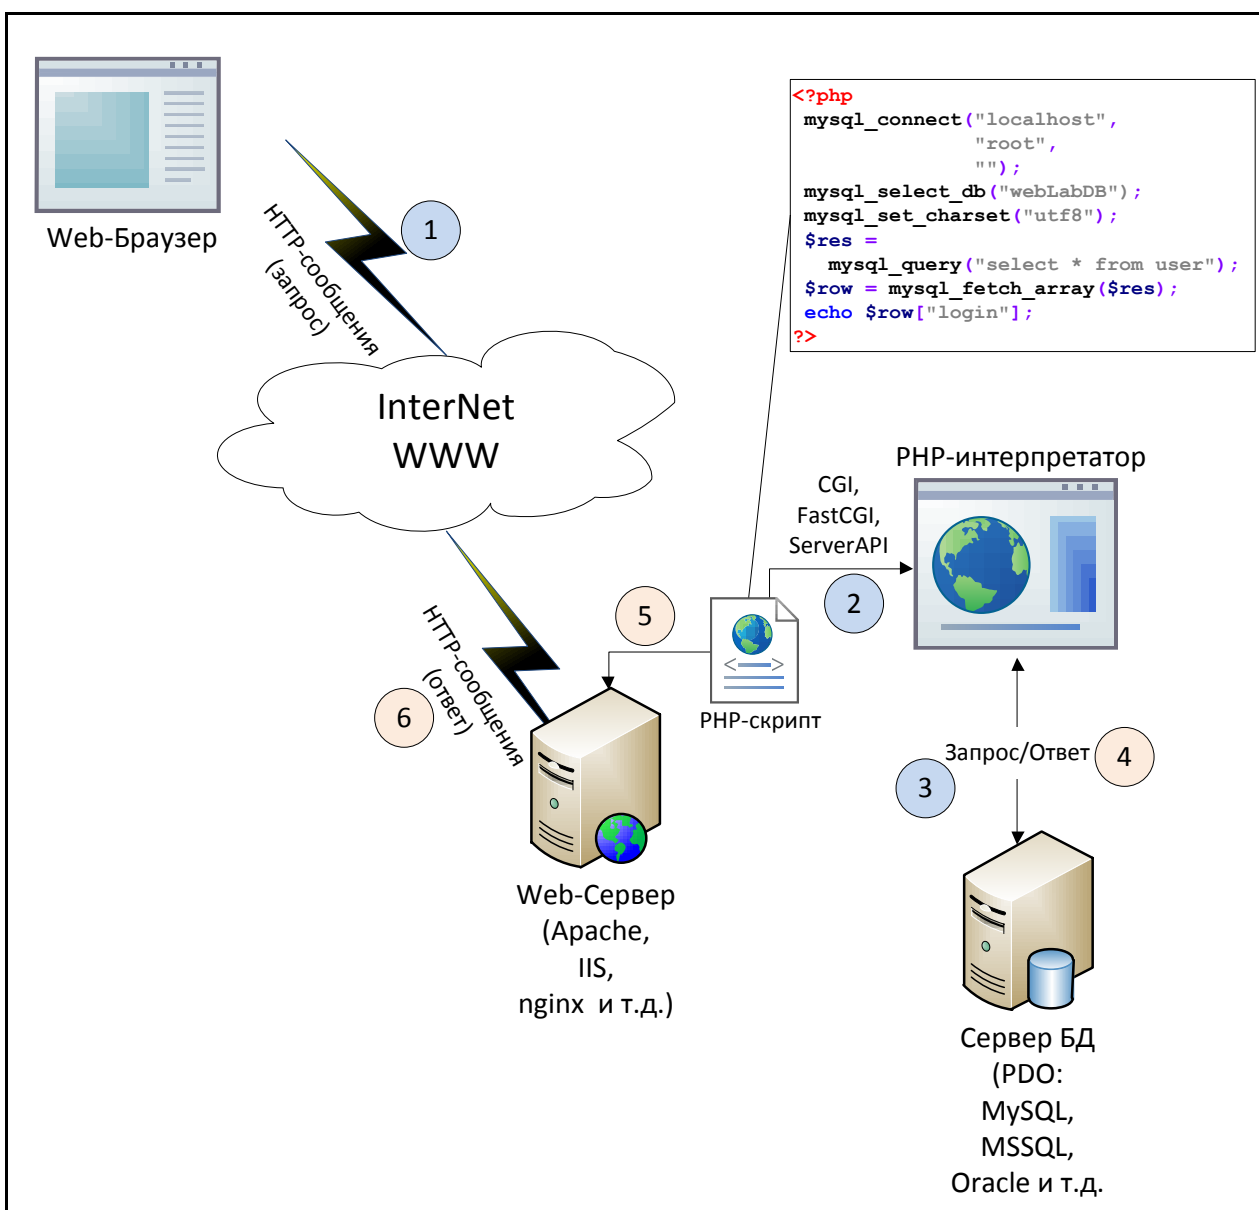 Web-Браузер
HTTP-сообщения
(запрос)
1
<?php
mysql_connect("localhost",
"root",
"");
mysql_select_db("webLabDB");
mysql_set_charset("utf8");
$res =
mysql_query("select * from user");
$row = mysql_fetch_array($res);
echo $row["login"];
?>
InterNet
WWW
PHP-интерпретатор
CGI,
FastCGI,
ServerAPI
2
5
PHP-скрипт
HTTP-сообщения
(ответ)
6
Запрос/Ответ
4
3
Web-Сервер
(Apache,
IIS,
nginx и т.д.)
Сервер БД
(PDO:
MySQL,
MSSQL,
Oracle и т.д.